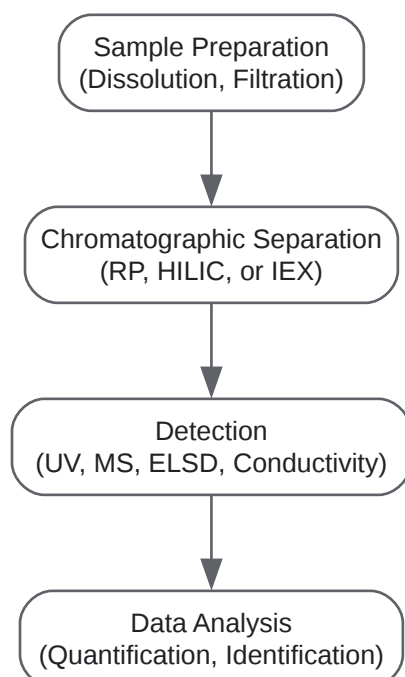 Sample Preparation
(Dissolution, Filtration)
Chromatographic Separation
(RP, HILIC, or IEX)
Detection
(UV, MS, ELSD, Conductivity)
Data Analysis
(Quantification, Identification)